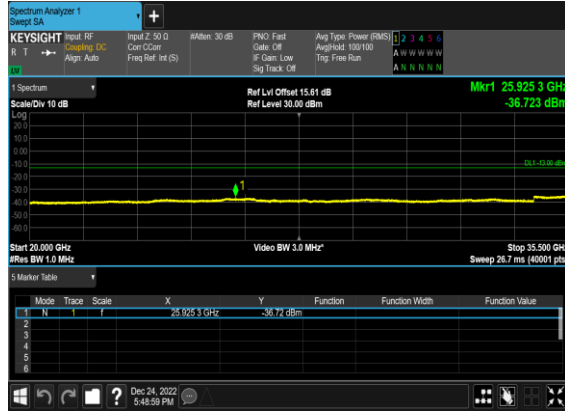 Spectrum Analyzer 1
Swept SA
+
KEYSIGHT Input: RF Input Z: 50 Ω #Atten: 30 dB PNO: Fast Avg Type: Power (RMS) 1 2 3 4 5 6
R T Coupling: DC Corr CCorr Gate: Off Avg|Hold: 100/100 A W W W W W
Align: Auto Freq Ref: Int (S) IF Gain: Low Trig: Free Run
LV Sig Track: Off A N N N N N
1 Spectrum Ref Lvl Offset 15.61 dB Mkr1 25.925 3 GHz
Scale/Div 10 dB Ref Level 30.00 dBm -36.723 dBm
Log
20.0
10.0
0.00
-10.0 DL1 -13.00 dBm
-20.0
-30.0 1
-40.0
-50.0
-60.0
Start 20.000 GHz Video BW 3.0 MHz* Stop 35.500 GHz
#Res BW 1.0 MHz Sweep 26.7 ms (40001 pts)
5 Marker Table
Mode Trace Scale X Y Function Function Width Function Value
1 N 1 f 25.925 3 GHz -36.72 dBm
2
3
4
5
6
? Dec 24, 2022
5:48:59 PM